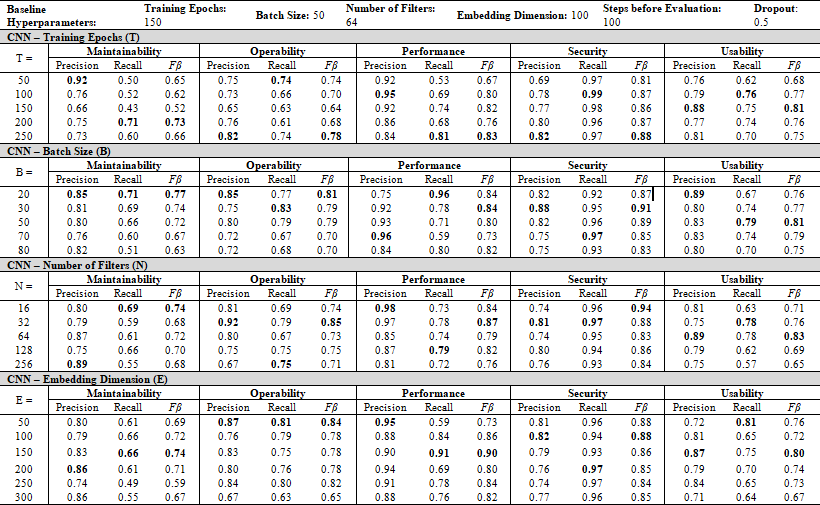 Baseline Hyperparameters: Training Epochs: 150 Batch Size: 50 Number of Filters: 64 Embedding Dimension: 100 Steps before Evaluation: 100 Dropout: 0.5
CNN – Training Epochs (T)
T = Maintainability Operability Performance Security Usability
Precision Recall Fβ Precision Recall Fβ Precision Recall Fβ Precision Recall Fβ Precision Recall Fβ
50 0.92 0.50 0.65 0.75 0.74 0.74 0.92 0.53 0.67 0.69 0.97 0.81 0.76 0.62 0.68
100 0.76 0.52 0.62 0.73 0.66 0.70 0.95 0.69 0.80 0.78 0.99 0.87 0.79 0.76 0.77
150 0.66 0.43 0.52 0.65 0.63 0.64 0.92 0.74 0.82 0.77 0.98 0.86 0.88 0.75 0.81
200 0.75 0.71 0.73 0.76 0.61 0.68 0.86 0.68 0.76 0.80 0.96 0.87 0.77 0.74 0.76
250 0.73 0.60 0.66 0.82 0.74 0.78 0.84 0.81 0.83 0.82 0.97 0.88 0.81 0.70 0.75
CNN – Batch Size (B)
B = Maintainability Operability Performance Security Usability
Precision Recall Fβ Precision Recall Fβ Precision Recall Fβ Precision Recall Fβ Precision Recall Fβ
20 0.85 0.71 0.77 0.85 0.77 0.81 0.75 0.96 0.84 0.82 0.92 0.87 0.89 0.67 0.76
30 0.81 0.69 0.74 0.75 0.83 0.79 0.92 0.78 0.84 0.88 0.95 0.91 0.80 0.74 0.77
50 0.80 0.66 0.72 0.80 0.79 0.79 0.93 0.71 0.80 0.82 0.96 0.89 0.83 0.79 0.81
70 0.76 0.60 0.67 0.72 0.67 0.70 0.96 0.59 0.73 0.75 0.97 0.85 0.83 0.74 0.79
80 0.82 0.51 0.63 0.72 0.68 0.70 0.84 0.80 0.82 0.75 0.93 0.83 0.80 0.70 0.75
CNN – Number of Filters (N)
N = Maintainability Operability Performance Security Usability
Precision Recall Fβ Precision Recall Fβ Precision Recall Fβ Precision Recall Fβ Precision Recall Fβ
16 0.80 0.69 0.74 0.81 0.69 0.74 0.98 0.73 0.84 0.74 0.96 0.94 0.81 0.63 0.71
32 0.79 0.59 0.68 0.92 0.79 0.85 0.97 0.78 0.87 0.81 0.97 0.88 0.75 0.78 0.76
64 0.87 0.61 0.72 0.80 0.67 0.73 0.85 0.74 0.79 0.74 0.95 0.83 0.89 0.78 0.83
128 0.75 0.66 0.70 0.75 0.75 0.75 0.87 0.79 0.82 0.80 0.94 0.86 0.79 0.62 0.69
256 0.89 0.55 0.68 0.67 0.75 0.71 0.81 0.72 0.76 0.76 0.93 0.84 0.75 0.57 0.65
CNN – Embedding Dimension (E)
E = Maintainability Operability Performance Security Usability
Precision Recall Fβ Precision Recall Fβ Precision Recall Fβ Precision Recall Fβ Precision Recall Fβ
50 0.80 0.61 0.69 0.87 0.81 0.84 0.95 0.59 0.73 0.81 0.96 0.88 0.72 0.81 0.76
100 0.79 0.66 0.72 0.76 0.79 0.78 0.88 0.84 0.86 0.82 0.94 0.88 0.81 0.65 0.72
150 0.83 0.66 0.74 0.83 0.75 0.78 0.90 0.91 0.90 0.79 0.93 0.86 0.87 0.75 0.80
200 0.86 0.61 0.71 0.80 0.76 0.78 0.94 0.69 0.80 0.76 0.97 0.85 0.79 0.70 0.74
250 0.74 0.49 0.59 0.84 0.80 0.82 0.91 0.78 0.84 0.74 0.97 0.84 0.84 0.65 0.73
300 0.86 0.55 0.67 0.67 0.63 0.65 0.88 0.76 0.82 0.77 0.96 0.85 0.71 0.64 0.67